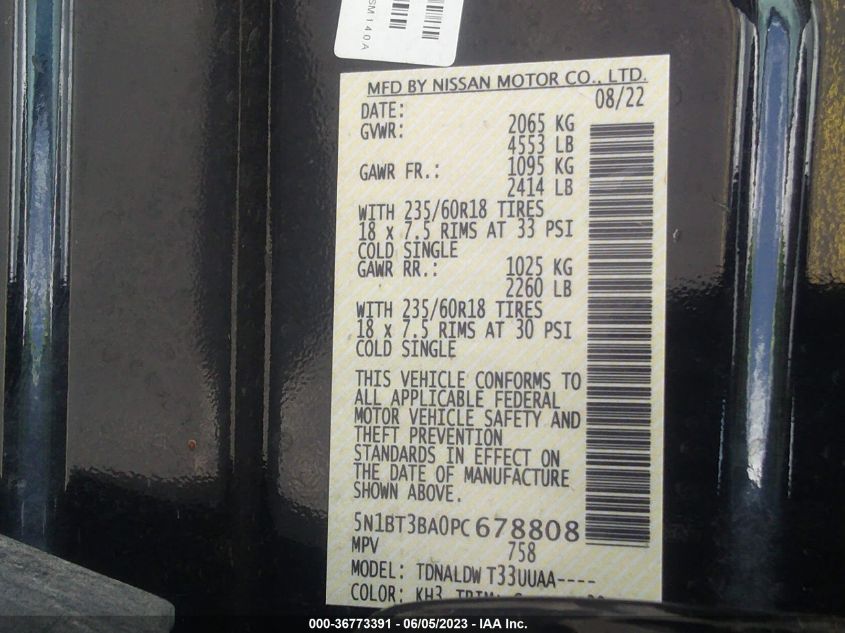 SM140A
MFD BY NISSAN MOTOR CO., LTD.
DATE: 08/22
GVWR: 2065 KG
4553 LB
GAWR FR.: 1095 KG
2414 LB
WITH 235/60R18 TIRES
18 x 7.5 RIMS AT 33 PSI
COLD SINGLE
GAWR RR.: 1025 KG
2260 LB
WITH 235/60R18 TIRES
18 x 7.5 RIMS AT 30 PSI
COLD SINGLE
THIS VEHICLE CONFORMS TO
ALL APPLICABLE FEDERAL
MOTOR VEHICLE SAFETY AND
THEFT PREVENTION
STANDARDS IN EFFECT ON
THE DATE OF MANUFACTURE
SHOWN ABOVE.
5N1BT3BA0PC678808
MPV 758
MODEL: TDNALDW T33UUAA----
COLOR: KH3 TRIM:
000-36773391 - 06/05/2023 - IAA Inc.